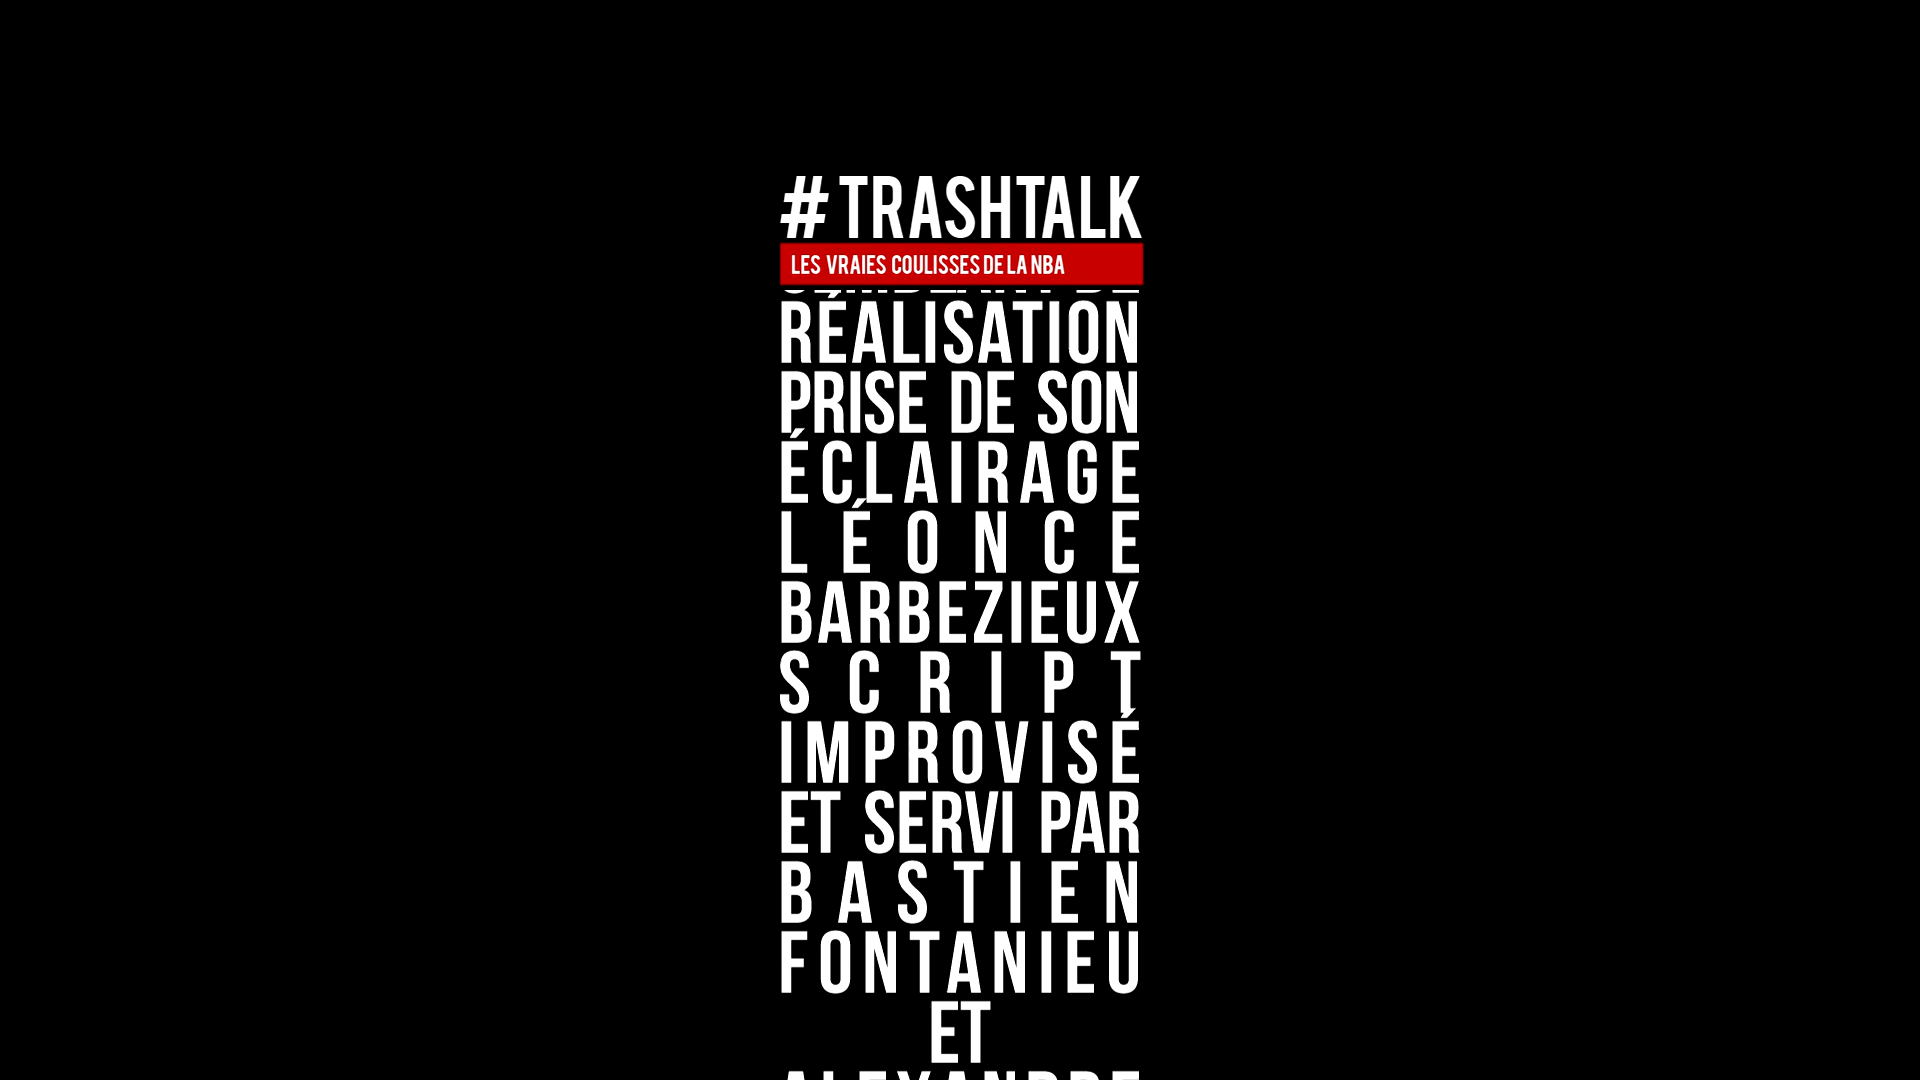 #TRASHTALK
LES VRAIES COULISSES DE LA NBA
RÉALISATION
PRISE DE SON
ÉCLAIRAGE
LÉONCE
BARBEZIEUX
SCRIPT
IMPROVISÉ
ET SERVI PAR
BASTIEN
FONTANIEU
ET